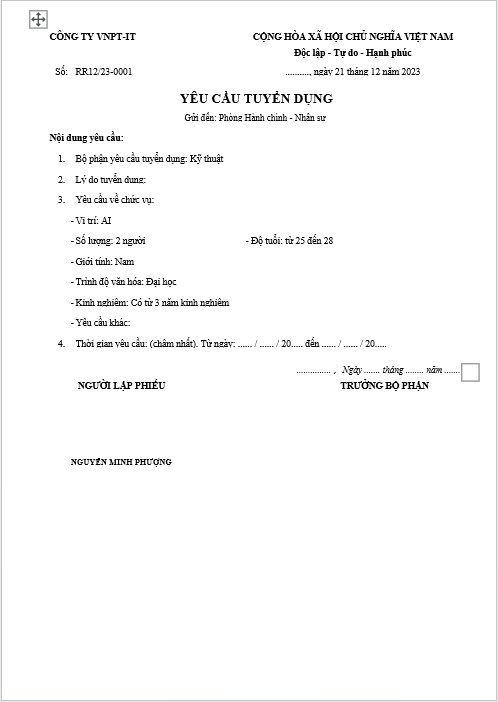 CÔNG TY VNPT-IT
CỘNG HÒA XÃ HỘI CHỦ NGHĨA VIỆT NAM
Độc lập - Tự do - Hạnh phúc
Số: RR12/23-0001
.........., ngày 21 tháng 12 năm 2023
YÊU CẦU TUYỂN DỤNG
Gửi đến: Phòng Hành chính - Nhân sự
Nội dung yêu cầu:
1. Bộ phận yêu cầu tuyển dụng: Kỹ thuật
2. Lý do tuyển dụng:
3. Yêu cầu về chức vụ:
- Vị trí: AI
- Số lượng: 2 người - Độ tuổi: từ 25 đến 28
- Giới tính: Nam
- Trình độ văn hóa: Đại học
- Kinh nghiệm: Có từ 3 năm kinh nghiệm
- Yêu cầu khác:
4. Thời gian yêu cầu: (chậm nhất). Từ ngày: ...... / ...... / 20..... đến ...... / ...... / 20.....
............... , Ngày ....... tháng ........ năm .......
NGƯỜI LẬP PHIẾU TRƯỞNG BỘ PHẬN
NGUYỄN MINH PHƯỢNG